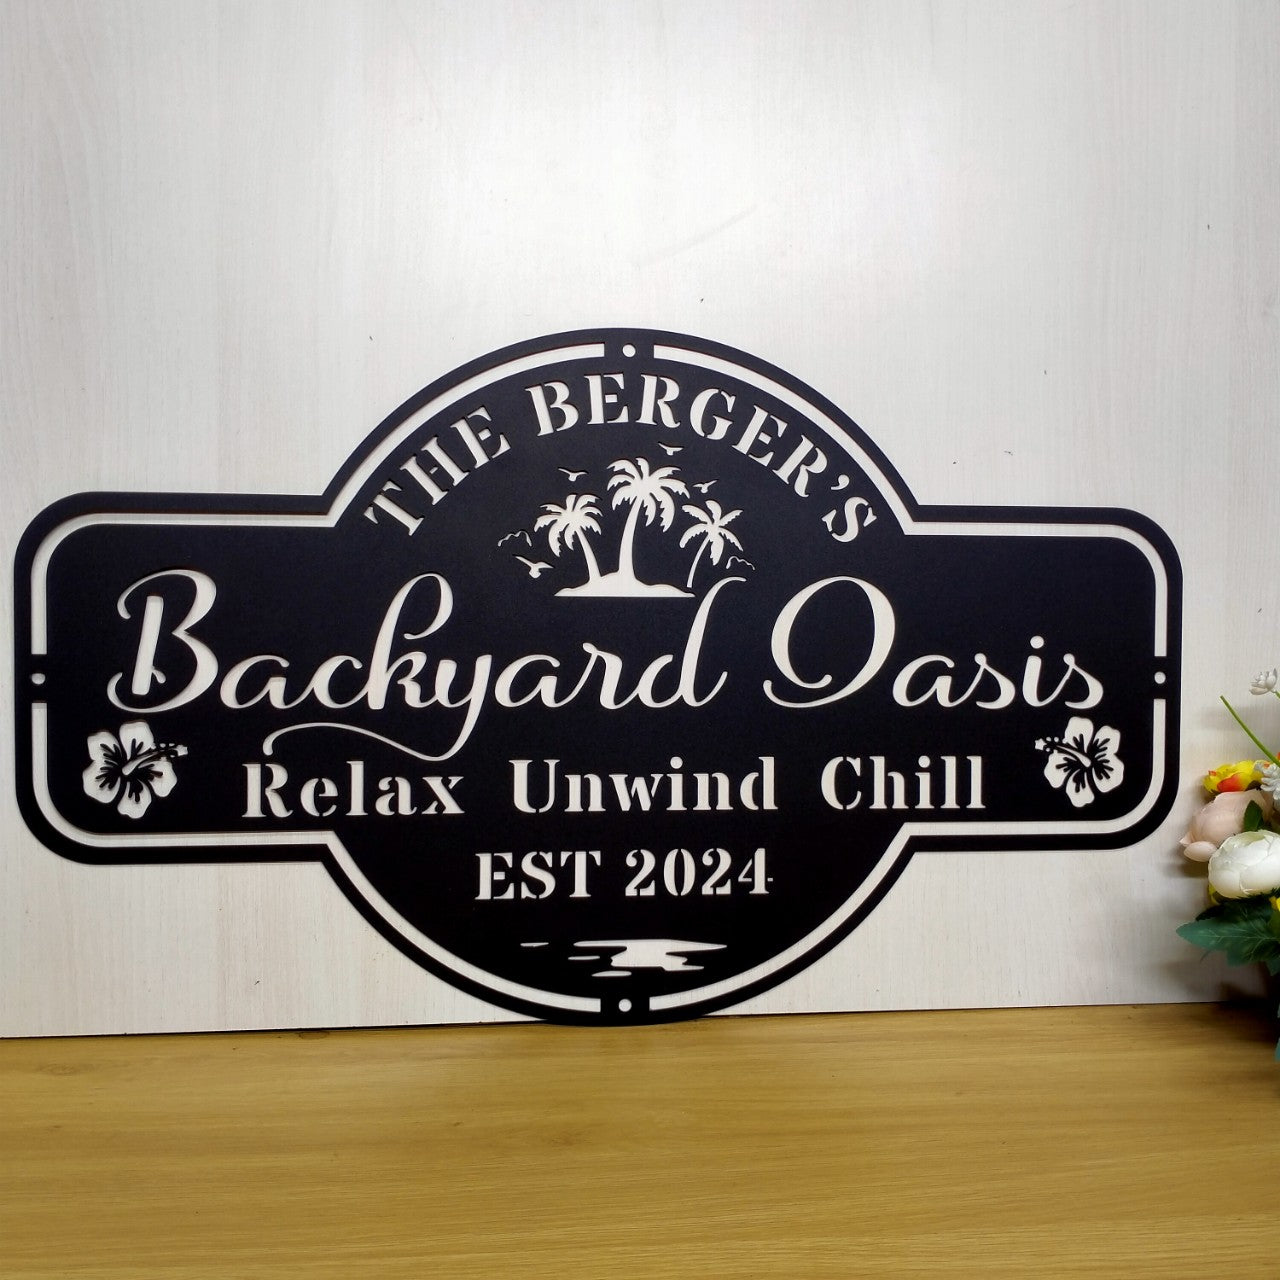 THE BERGER'S
Backyard Oasis
Relax Unwind Chill
EST 2024